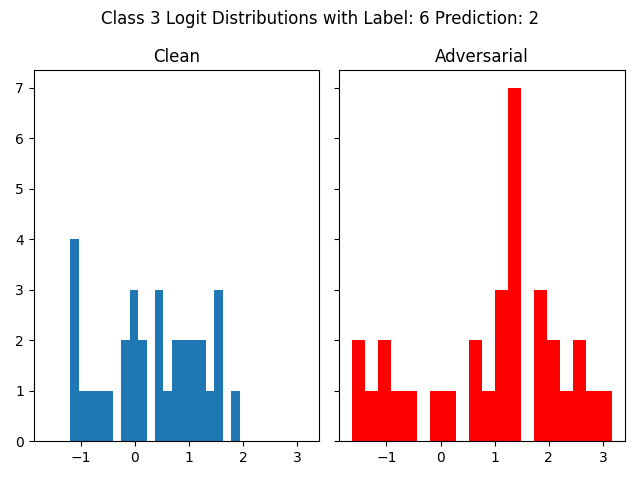 Class 3 Logit Distributions with Label: 6 Prediction: 2
Clean
Adversarial
7
6
5
4
3
2
1
0
−1 0 1 2 3
−1 0 1 2 3